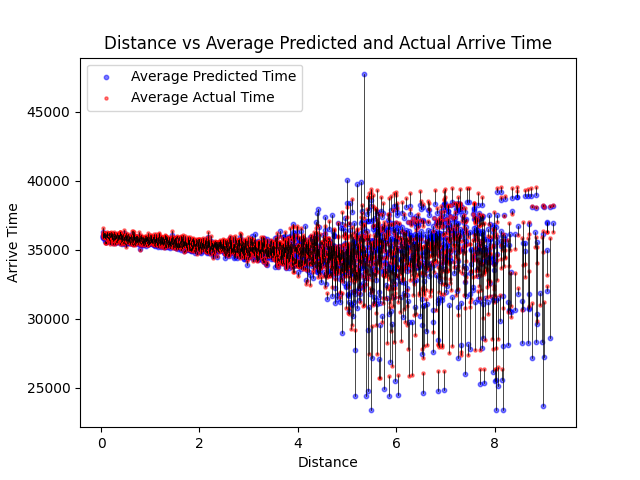 Distance vs Average Predicted and Actual Arrive Time
Average Predicted Time
Average Actual Time
45000
40000
35000
30000
25000
Arrive Time
0 2 4 6 8
Distance